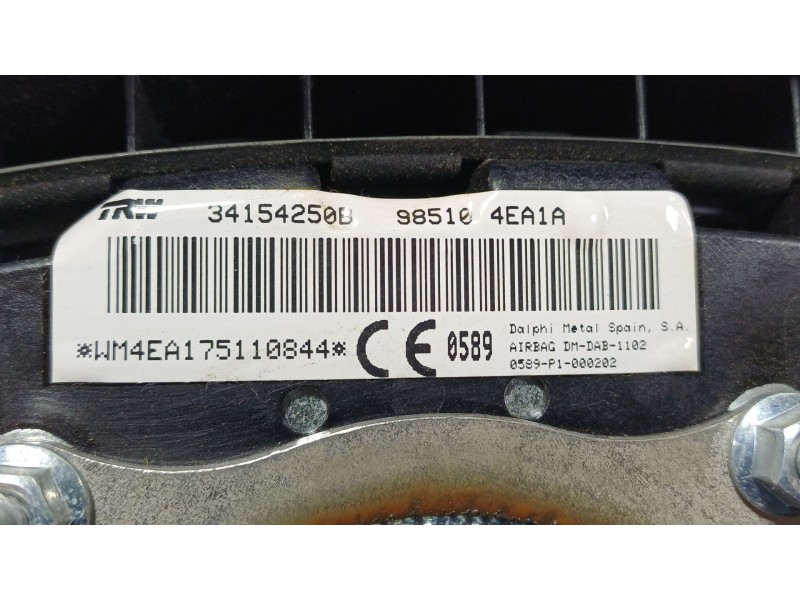 TRW 34154250B 98510 4EA1A
*WM4EA175110844* CE 0589
Dalphi Metal Spain, S.A.
AIRBAG DM-DAB-1102
0589-P1-000202